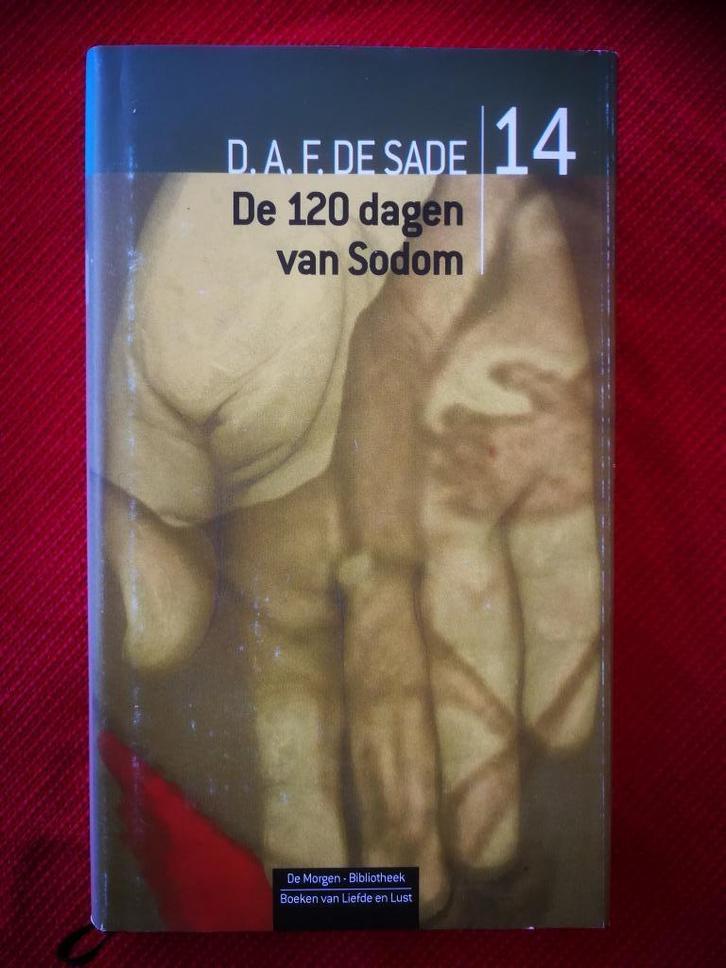 D. A. F. DE SADE
14
De 120 dagen
van Sodom
De Morgen - Bibliotheek
Boeken van Liefde en Lust